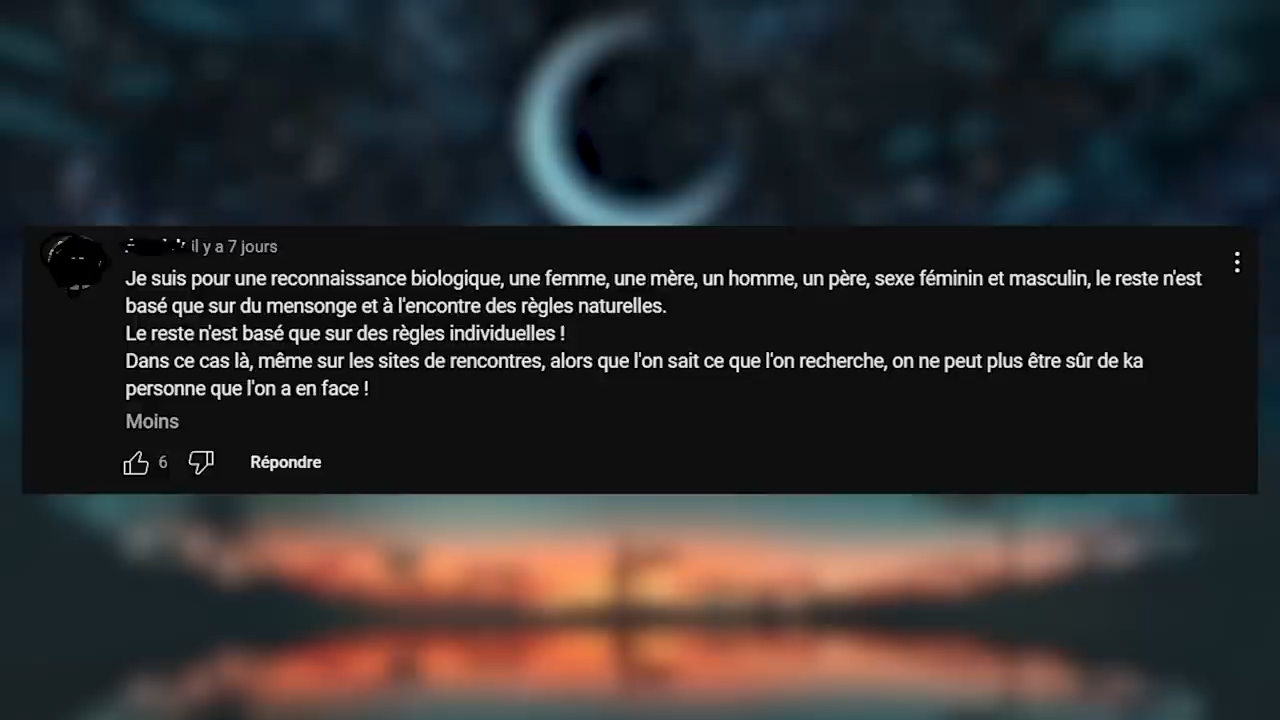 il y a 7 jours
Je suis pour une reconnaissance biologique, une femme, une mère, un homme, un père, sexe féminin et masculin, le reste n'est
basé que sur du mensonge et à l'encontre des règles naturelles.
Le reste n'est basé que sur des règles individuelles !
Dans ce cas là, même sur les sites de rencontres, alors que l'on sait ce que l'on recherche, on ne peut plus être sûr de ka
personne que l'on a en face !
Moins
6
Répondre